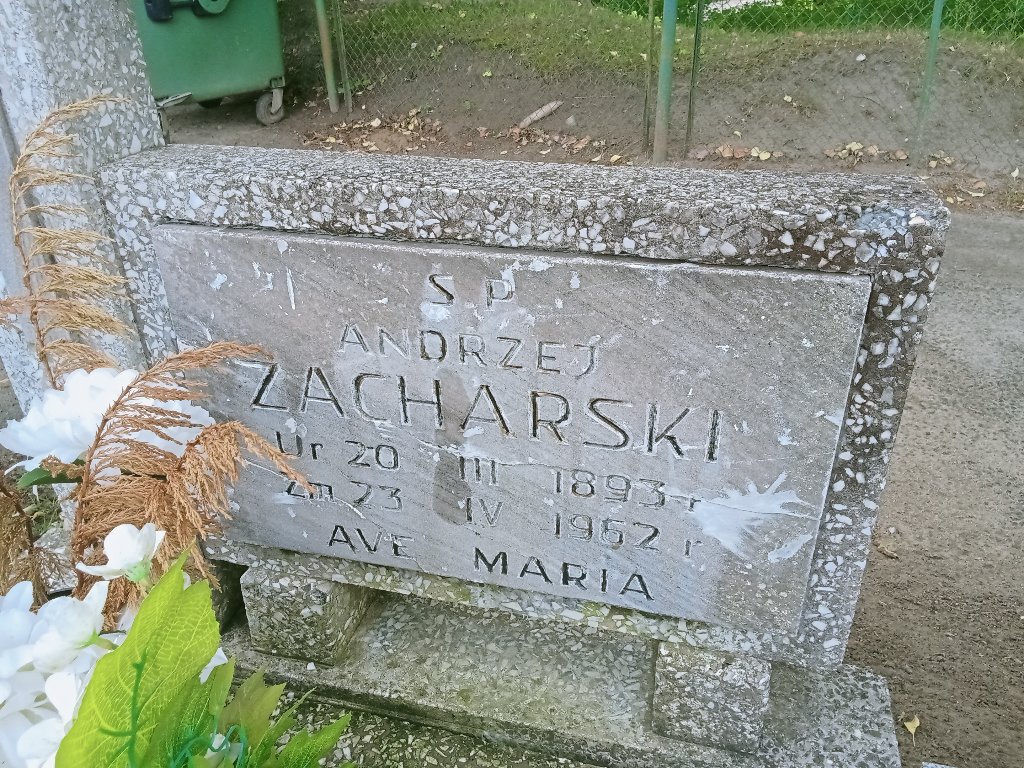 S P
ANDRZEJ
ZACHARSKI
Ur 20 III 1893 r
Zm 23 IV 1962 r
AVE MARIA